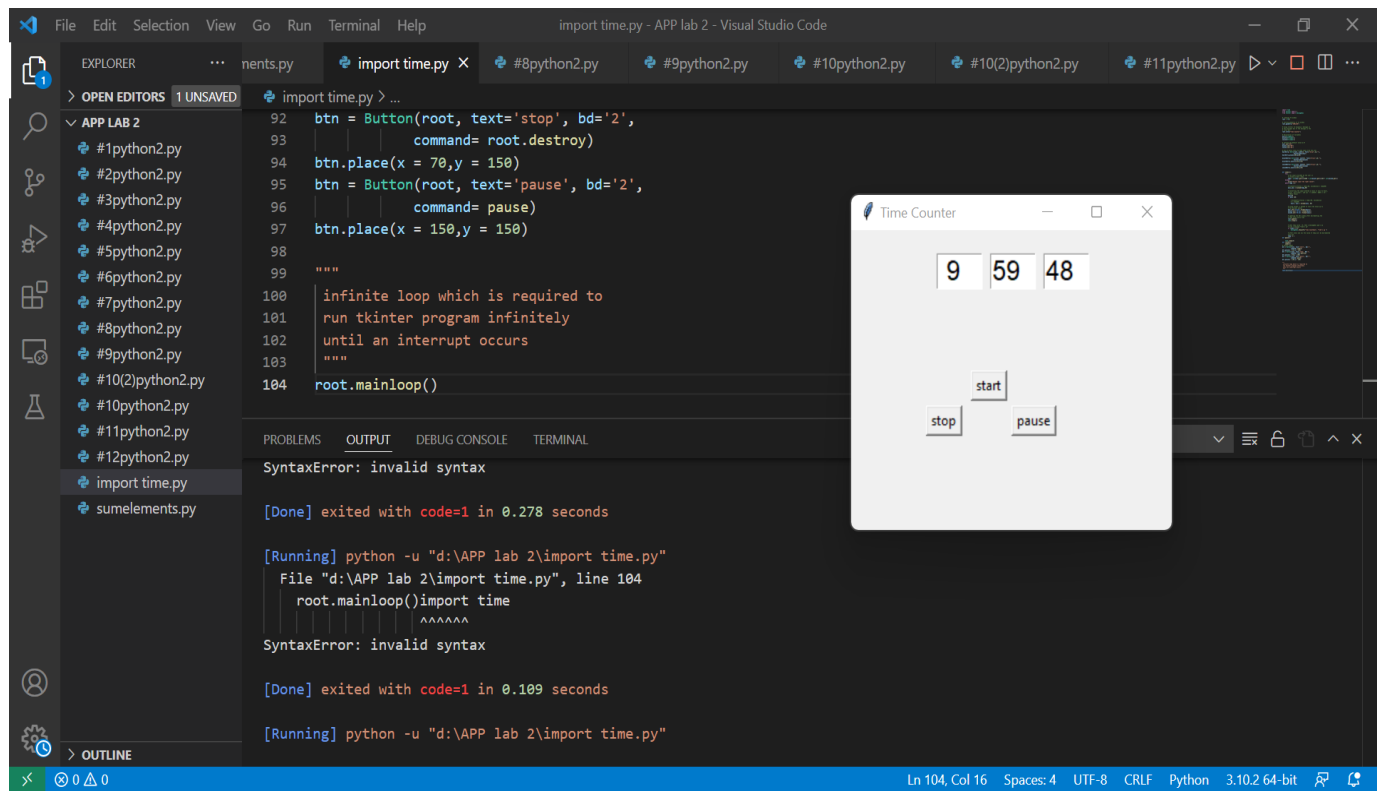 File Edit Selection View Go Run Terminal Help import time.py - APP lab 2 - Visual Studio Code
EXPLORER ··· nents.py import time.py #8python2.py #9python2.py #10python2.py #10(2)python2.py #11python2.py
1
OPEN EDITORS 1 UNSAVED
import time.py > ...
APP LAB 2
#1python2.py
#2python2.py
#3python2.py
#4python2.py
#5python2.py
#6python2.py
#7python2.py
#8python2.py
#9python2.py
#10(2)python2.py
#10python2.py
#11python2.py
#12python2.py
import time.py
sumelements.py
OUTLINE
92 btn = Button(root, text='stop', bd='2',
93 command= root.destroy)
94 btn.place(x = 70,y = 150)
95 btn = Button(root, text='pause', bd='2',
96 command= pause)
97 btn.place(x = 150,y = 150)
98
99 """
100 infinite loop which is required to
101 run tkinter program infinitely
102 until an interrupt occurs
103 """
104 root.mainloop()
Time Counter
9 59 48
start
stop pause
PROBLEMS OUTPUT DEBUG CONSOLE TERMINAL
SyntaxError: invalid syntax
[Done] exited with code=1 in 0.278 seconds
[Running] python -u "d:\APP lab 2\import time.py"
File "d:\APP lab 2\import time.py", line 104
root.mainloop()import time
^^^^^^
SyntaxError: invalid syntax
[Done] exited with code=1 in 0.109 seconds
[Running] python -u "d:\APP lab 2\import time.py"
0 0 Ln 104, Col 16 Spaces: 4 UTF-8 CRLF Python 3.10.2 64-bit